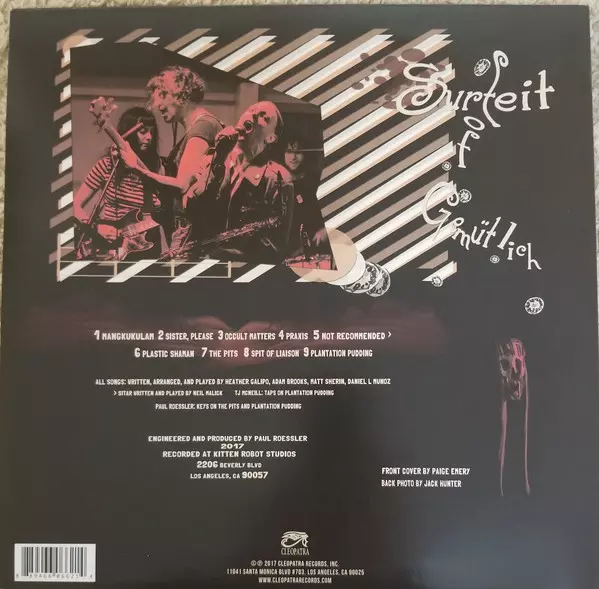 Surfeit
of
Gemütlich
1 MANGKUKULAM 2 SISTER, PLEASE 3 OCCULT MATTERS 4 PRAXIS 5 NOT RECOMMENDED >
6 PLASTIC SHAMAN 7 THE PITS 8 SPIT OF LIAISON 9 PLANTATION PUDDING
ALL SONGS: WRITTEN, ARRANGED, AND PLAYED BY HEATHER GALIPO, ADAM BROOKS, MATT SHERIN, DANIEL L MUNOZ
> SITAR WRITTEN AND PLAYED BY NEIL MALICK TJ MCNEILL: TAPS ON PLANTATION PUDDING
PAUL ROESSLER: KEYS ON THE PITS AND PLANTATION PUDDING
ENGINEERED AND PRODUCED BY PAUL ROESSLER
2017
RECORDED AT KITTEN ROBOT STUDIOS
2206 BEVERLY BLVD
LOS ANGELES, CA 90057
FRONT COVER BY PAIGE EMERY
BACK PHOTO BY JACK HUNTER
CLEOPATRA
©℗ 2017 CLEOPATRA RECORDS, INC.
11041 SANTA MONICA BLVD #703, LOS ANGELES, CA 90025
WWW.CLEOPATRARECORDS.COM